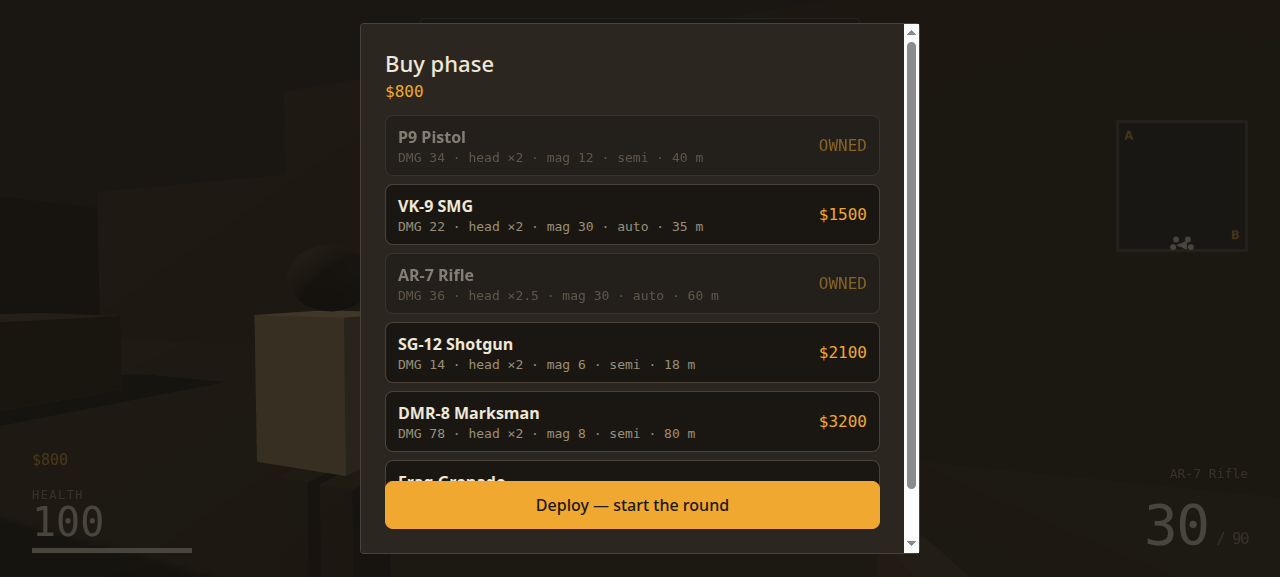 Buy phase
$800
P9 Pistol
DMG 34 · head ×2 · mag 12 · semi · 40 m
OWNED
VK-9 SMG
DMG 22 · head ×2 · mag 30 · auto · 35 m
$1500
AR-7 Rifle
DMG 36 · head ×2.5 · mag 30 · auto · 60 m
OWNED
SG-12 Shotgun
DMG 14 · head ×2 · mag 6 · semi · 18 m
$2100
DMR-8 Marksman
DMG 78 · head ×2 · mag 8 · semi · 80 m
$3200
Frag Grenade
Deploy — start the round
A
B
$800
HEALTH
100
AR-7 Rifle
30 / 90